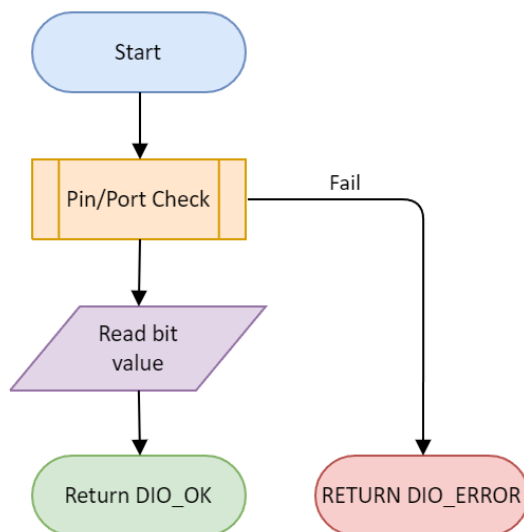 Start
Pin/Port Check
Fail
Read bit
value
Return DIO_OK
RETURN DIO_ERROR